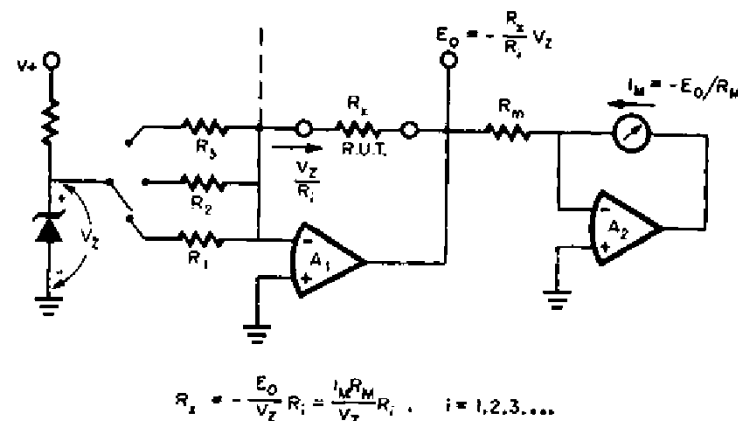 E₀ = - Rₓ/Rᵢ V_Z
V+
I_M = -E₀/R_M
R₃
Rₓ
R.U.T.
R_m
V_Z/Rᵢ
R₂
+
V_Z
-
R₁
-
A₁
+
-
A₂
+
Rₓ = - E₀/V_Z Rᵢ = I_M R_M/V_Z Rᵢ , i = 1,2,3....